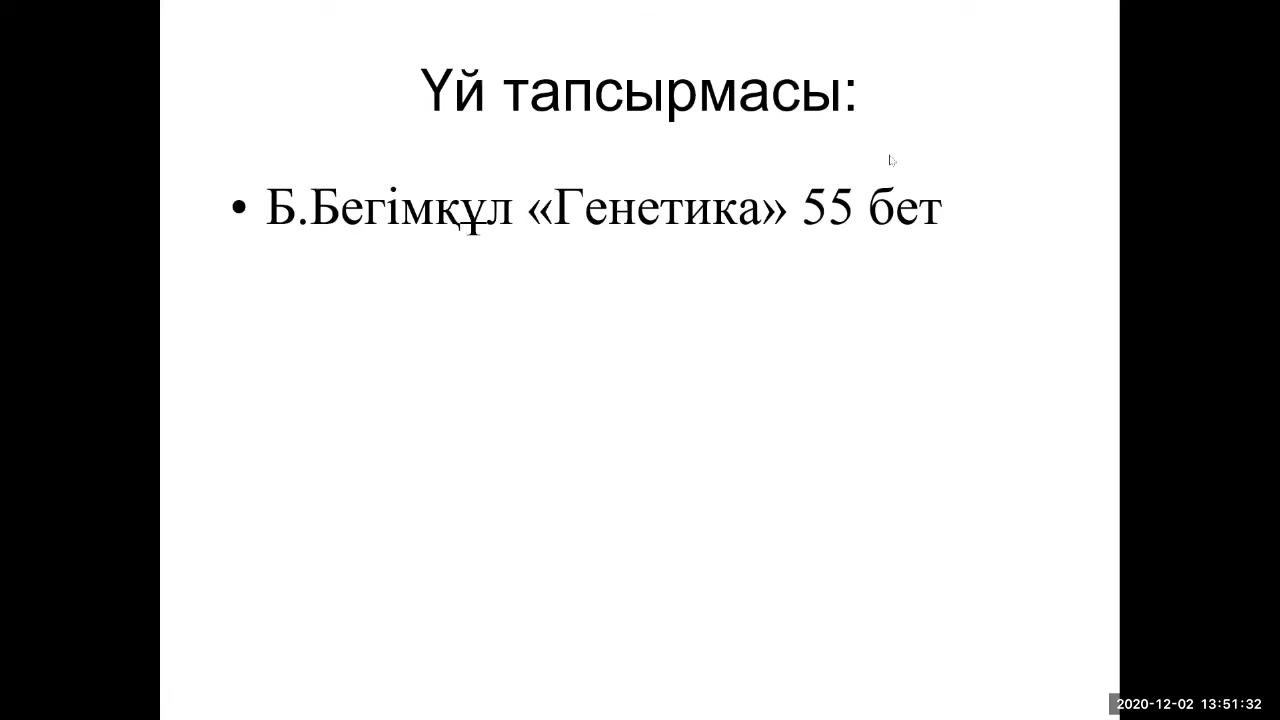 Үй тапсырмасы:
• Б.Бегімқұл «Генетика» 55 бет
2020-12-02 13:51:32